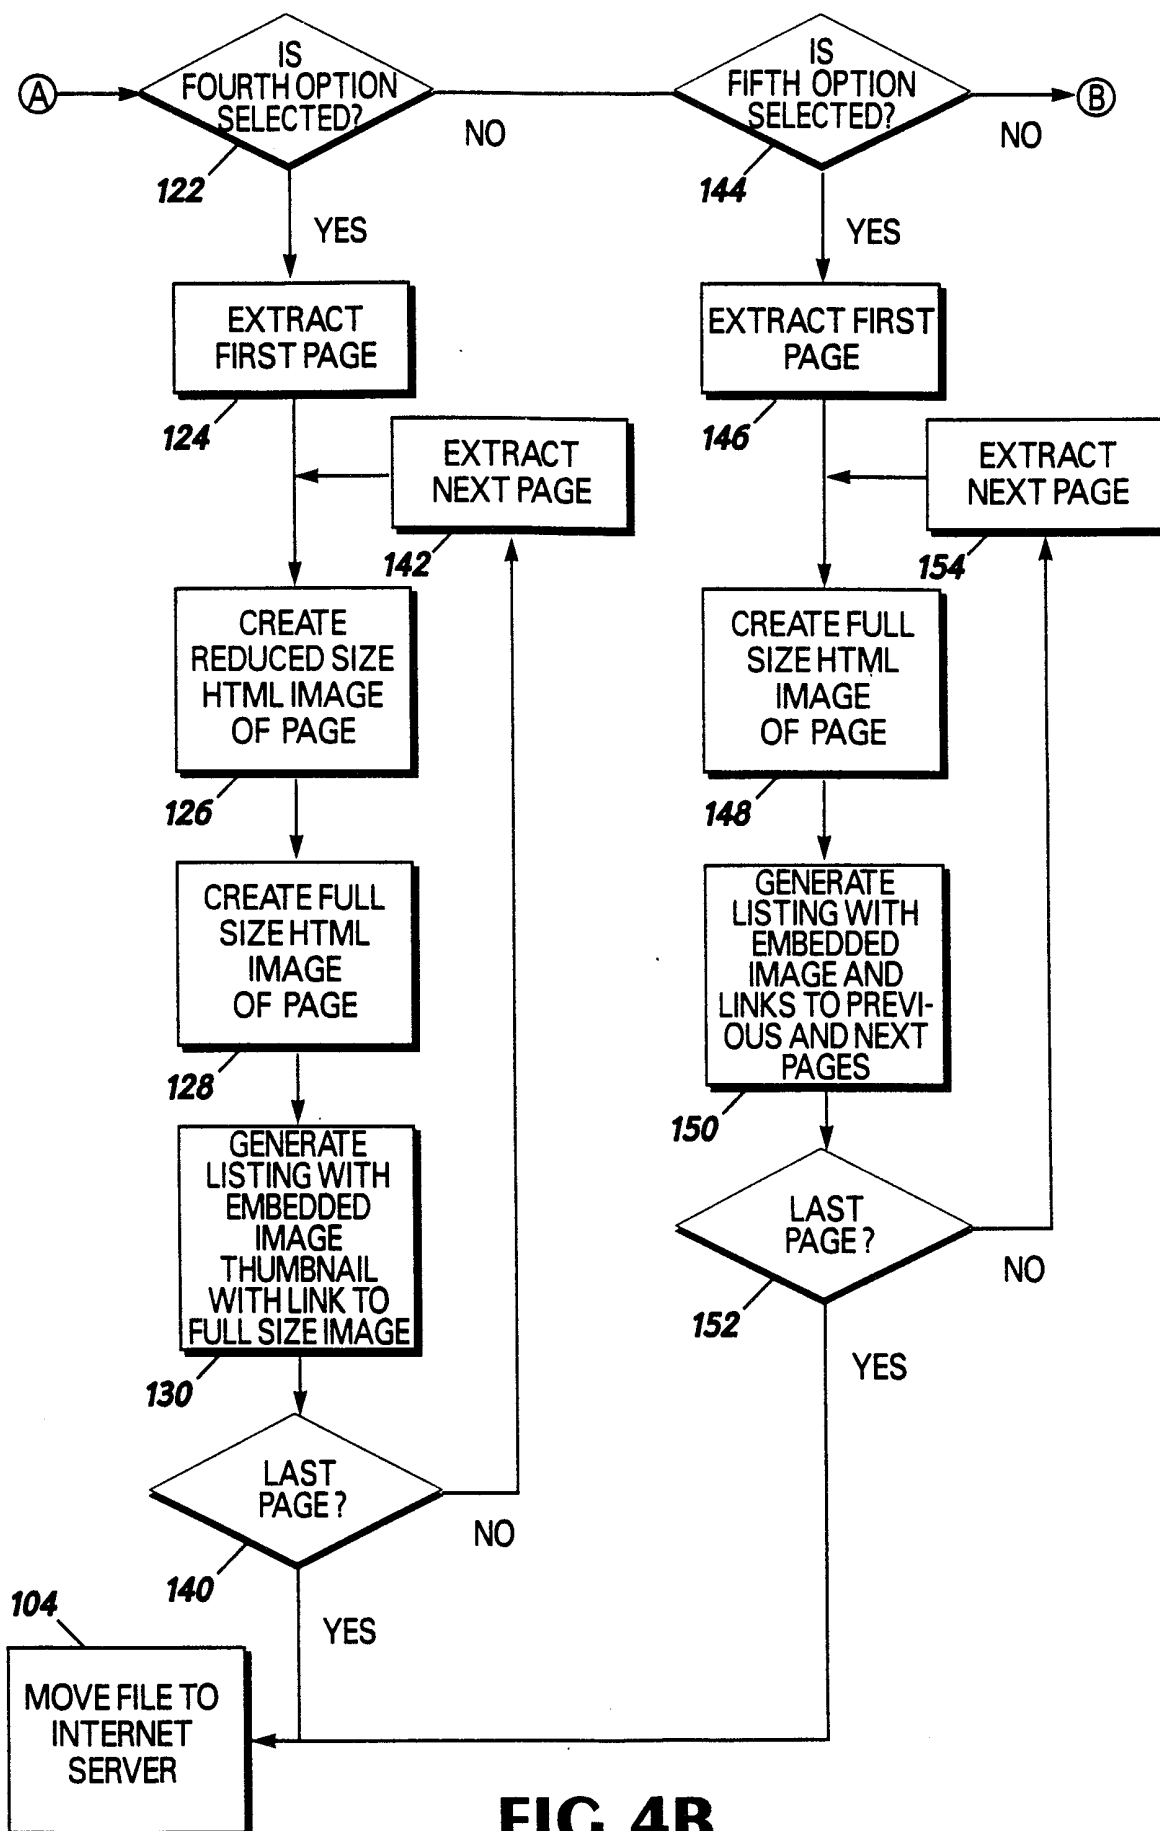 A
IS
FOURTH OPTION
SELECTED?
NO
122
YES
IS
FIFTH OPTION
SELECTED?
NO
B
144
YES
EXTRACT
FIRST PAGE
124
EXTRACT
NEXT PAGE
142
CREATE
REDUCED SIZE
HTML IMAGE
OF PAGE
126
CREATE FULL
SIZE HTML
IMAGE
OF PAGE
128
GENERATE
LISTING WITH
EMBEDDED
IMAGE
THUMBNAIL
WITH LINK TO
FULL SIZE IMAGE
130
LAST
PAGE?
NO
140
YES
EXTRACT FIRST
PAGE
146
EXTRACT
NEXT PAGE
154
CREATE FULL
SIZE HTML
IMAGE
OF PAGE
148
GENERATE
LISTING WITH
EMBEDDED
IMAGE AND
LINKS TO PREVI-
OUS AND NEXT
PAGES
150
LAST
PAGE?
NO
152
YES
104
MOVE FILE TO
INTERNET
SERVER
FIG 4B